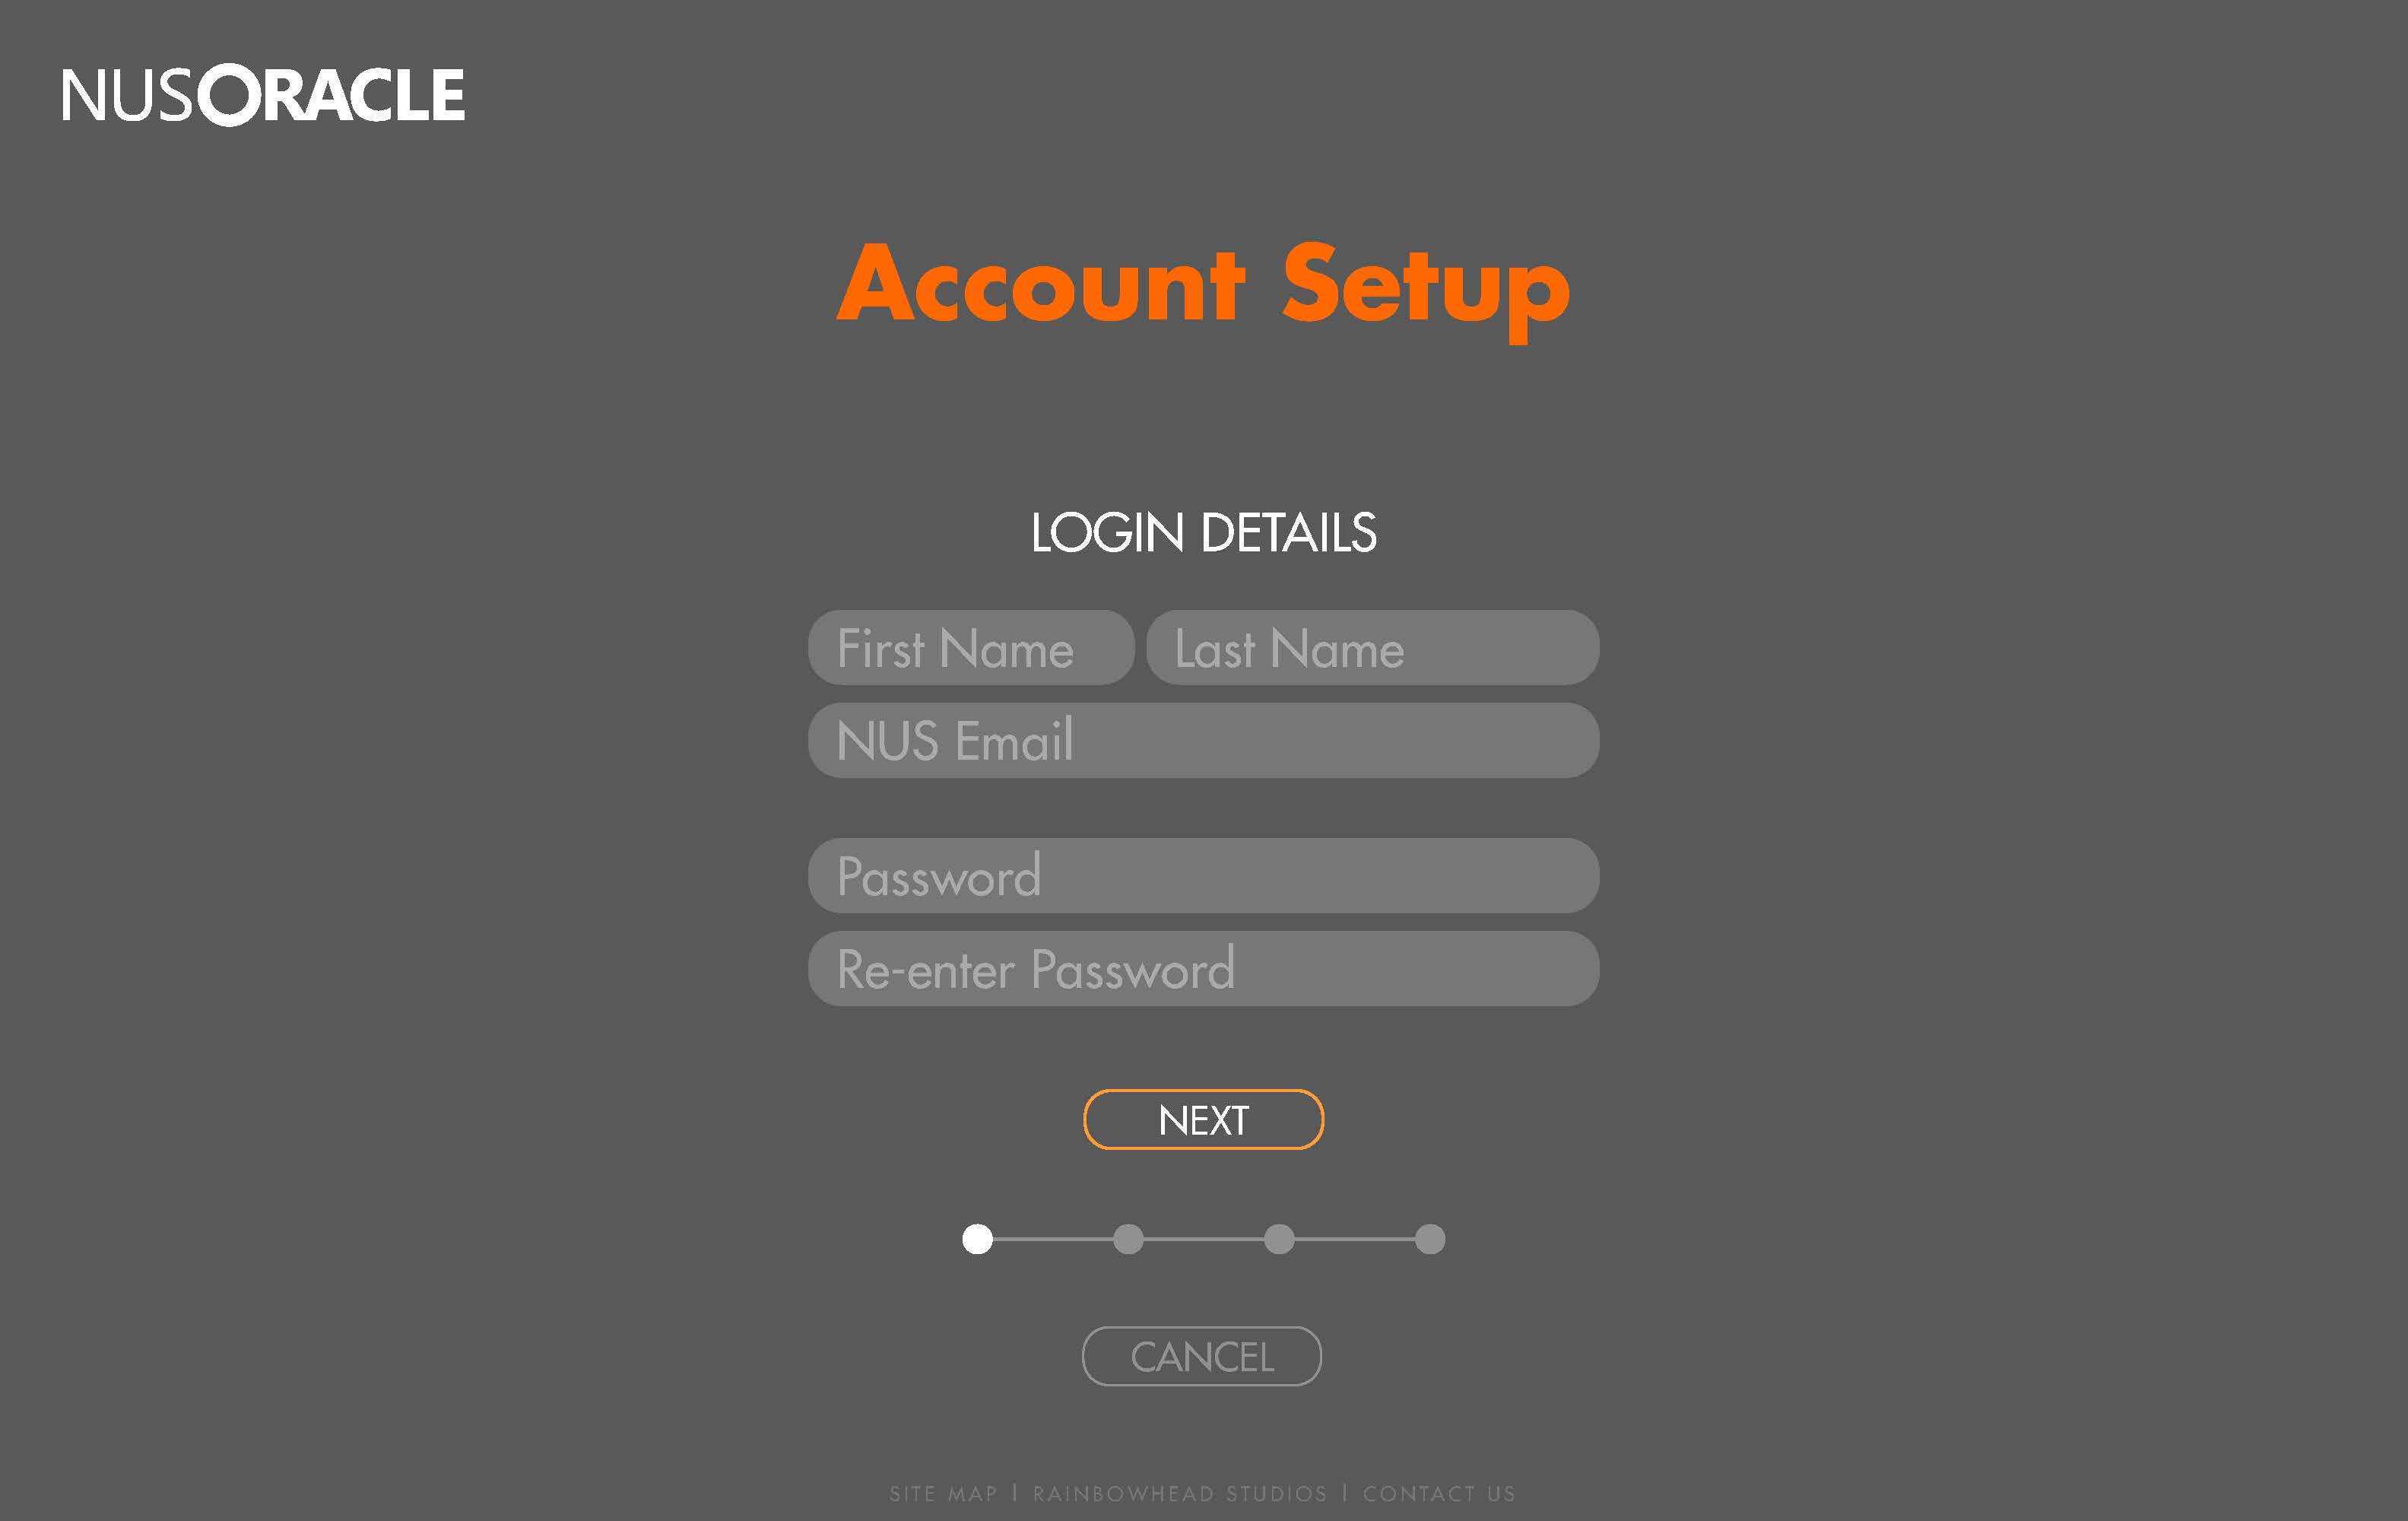 NUSORACLE
Account Setup
LOGIN DETAILS
First Name Last Name
NUS Email
Password
Re-enter Password
NEXT
CANCEL
SITE MAP | RAINBOWHEAD STUDIOS | CONTACT US